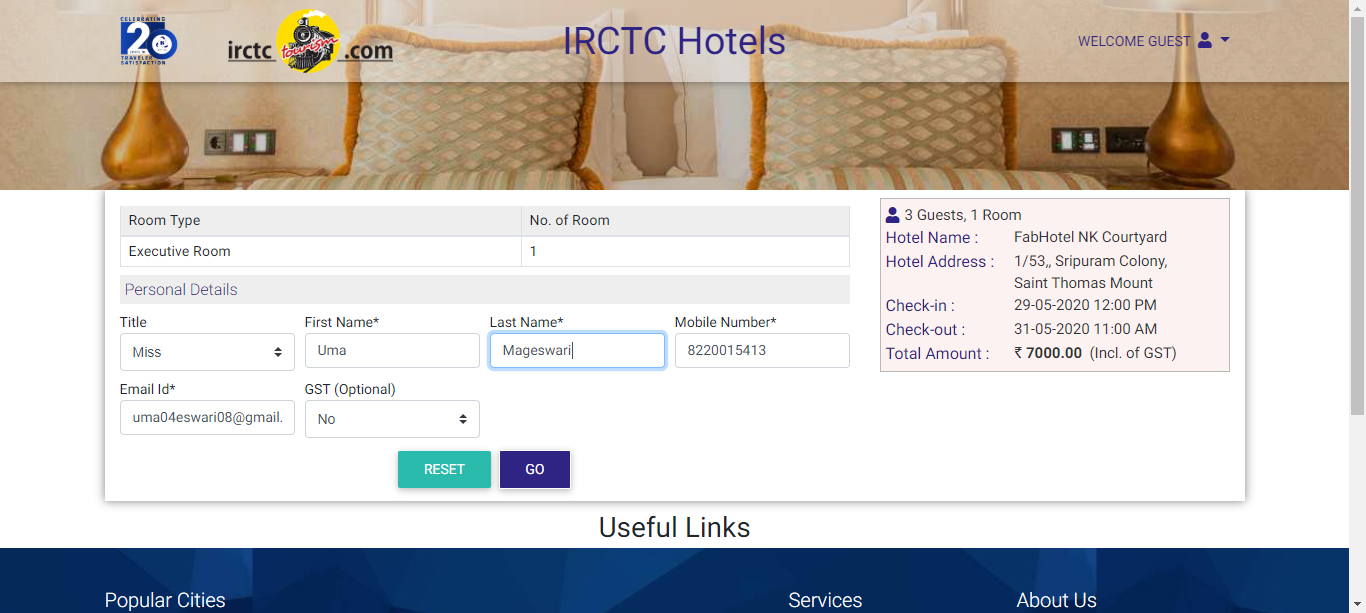 CELEBRATING
20
TRAVELER
SATISFACTION
irctc tourism .com
IRCTC Hotels
WELCOME GUEST
Room Type No. of Room
Executive Room 1
Personal Details
Title First Name* Last Name* Mobile Number*
Miss Uma Mageswari 8220015413
Email Id* GST (Optional)
uma04eswari08@gmail. No
RESET GO
3 Guests, 1 Room
Hotel Name : FabHotel NK Courtyard
Hotel Address : 1/53,, Sripuram Colony,
Saint Thomas Mount
Check-in : 29-05-2020 12:00 PM
Check-out : 31-05-2020 11:00 AM
Total Amount : ₹ 7000.00 (Incl. of GST)
Useful Links
Popular Cities Services About Us